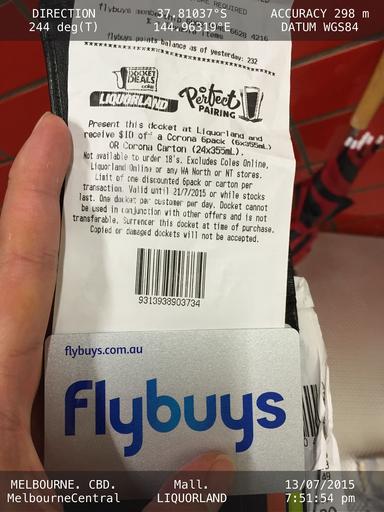 DIRECTION 37.81037°S ACCURACY 298 m
244 deg(T) 144.96319°E DATUM WGS84
flybuys points balance as of yesterday: 232
DOCKET
DEALS
coles
LIQUORLAND
Perfect
PAIRING
Present this docket at Liquorland and
receive $10 off a Corona 6pack (6x355mL)
OR Corona Carton (24x355mL).
Not available to under 18's. Excludes Coles Online,
Liquorland Online or any WA North or NT stores.
Limit of one discounted 6pack or carton per
transaction. Valid until 21/7/2015 or while stocks
last. One docket per customer per day. Docket cannot
be used in conjunction with other offers and is not
transferable. Surrender this docket at time of purchase.
Copied or damaged dockets will not be accepted.
9313938903734
flybuys.com.au
flybuys
MELBOURNE. CBD. Mall. 13/07/2015
MelbourneCentral LIQUORLAND 7:51:54 pm